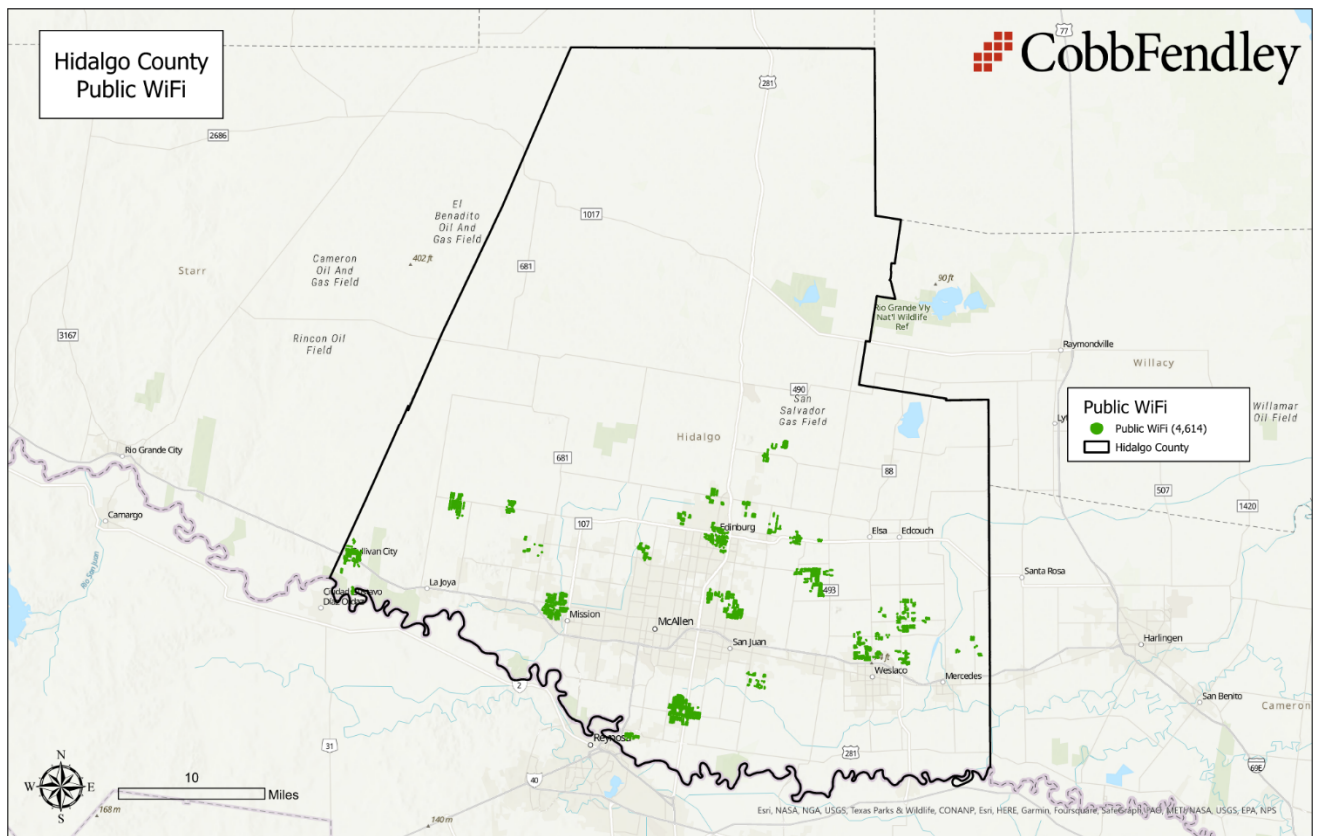 Hidalgo County
Public WiFi
CobbFendley
77
281
2686
El
Benadito
Oil And
Gas Field
1017
Cameron
Oil And
Gas Field
402 ft
Starr
681
90 ft
Rio Grande Vly
Nat'l Wildlife
Ref
3167
Rincon Oil
Field
Raymondville
Willacy
490
San
Salvador
Gas Field
Public WiFi
Public WiFi (4,614)
Hidalgo County
Willamar
Oil Field
Hidalgo
Rio Grande City
681
88
507
1420
Camargo
107
Edinburg
Elsa
Edcouch
Rio San Juan
Sullivan City
La Joya
Santa Rosa
493
Mission
McAllen
San Juan
Harlingen
Weslaco
Mercedes
2
San Benito
Cameron
31
Reynosa
281
69E
40
N
W
E
S
10
Miles
168 m
140 m
Esri, NASA, NGA, USGS, Texas Parks & Wildlife, CONANP, Esri, HERE, Garmin, Foursquare, SafeGraph, FAO, METI/NASA, USGS, EPA, NPS